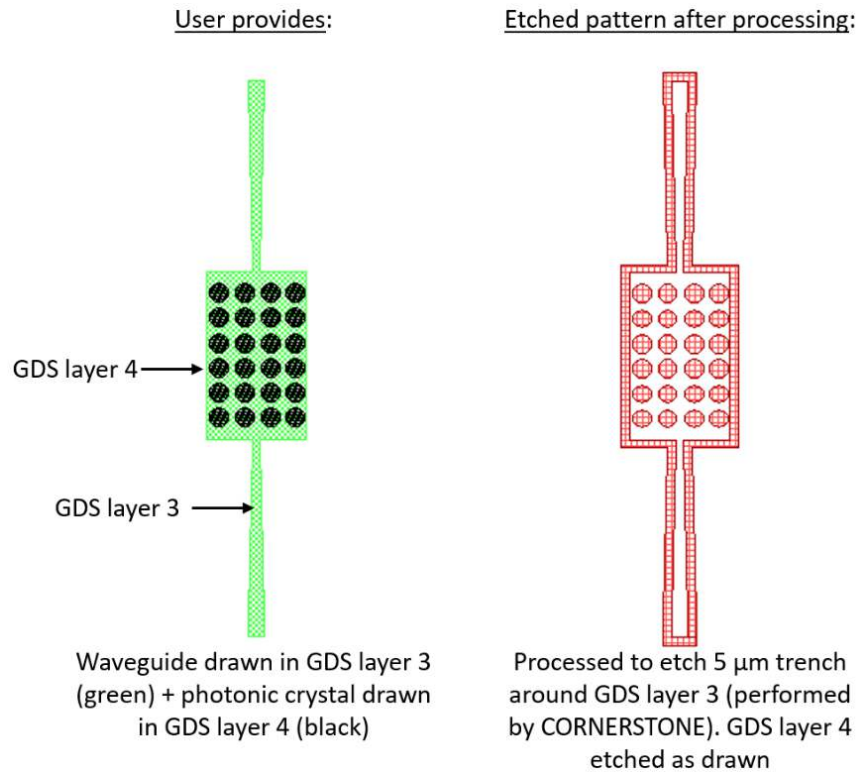 User provides:
Etched pattern after processing:
GDS layer 4
GDS layer 3
Waveguide drawn in GDS layer 3
(green) + photonic crystal drawn
in GDS layer 4 (black)
Processed to etch 5 μm trench
around GDS layer 3 (performed
by CORNERSTONE). GDS layer 4
etched as drawn